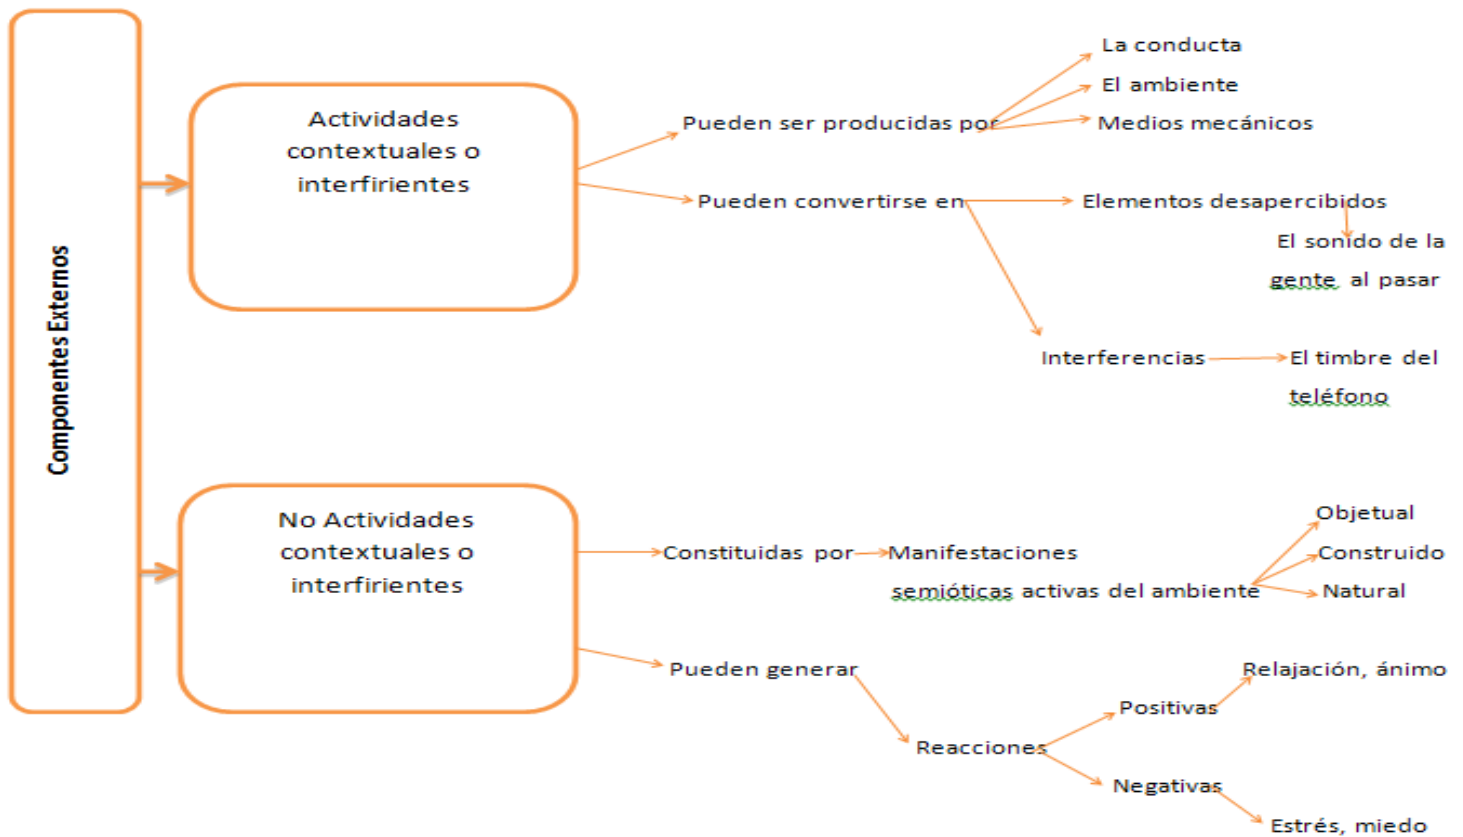 Componentes Externos
Actividades
contextuales o
interfirientes
Pueden ser producidas por
La conducta
El ambiente
Medios mecánicos
Pueden convertirse en
Elementos desapercibidos
El sonido de la
gente al pasar
Interferencias
El timbre del
teléfono
No Actividades
contextuales o
interfirientes
Constituidas por
Manifestaciones
semióticas activas del ambiente
Objetual
Construido
Natural
Pueden generar
Reacciones
Positivas
Relajación, ánimo
Negativas
Estrés, miedo